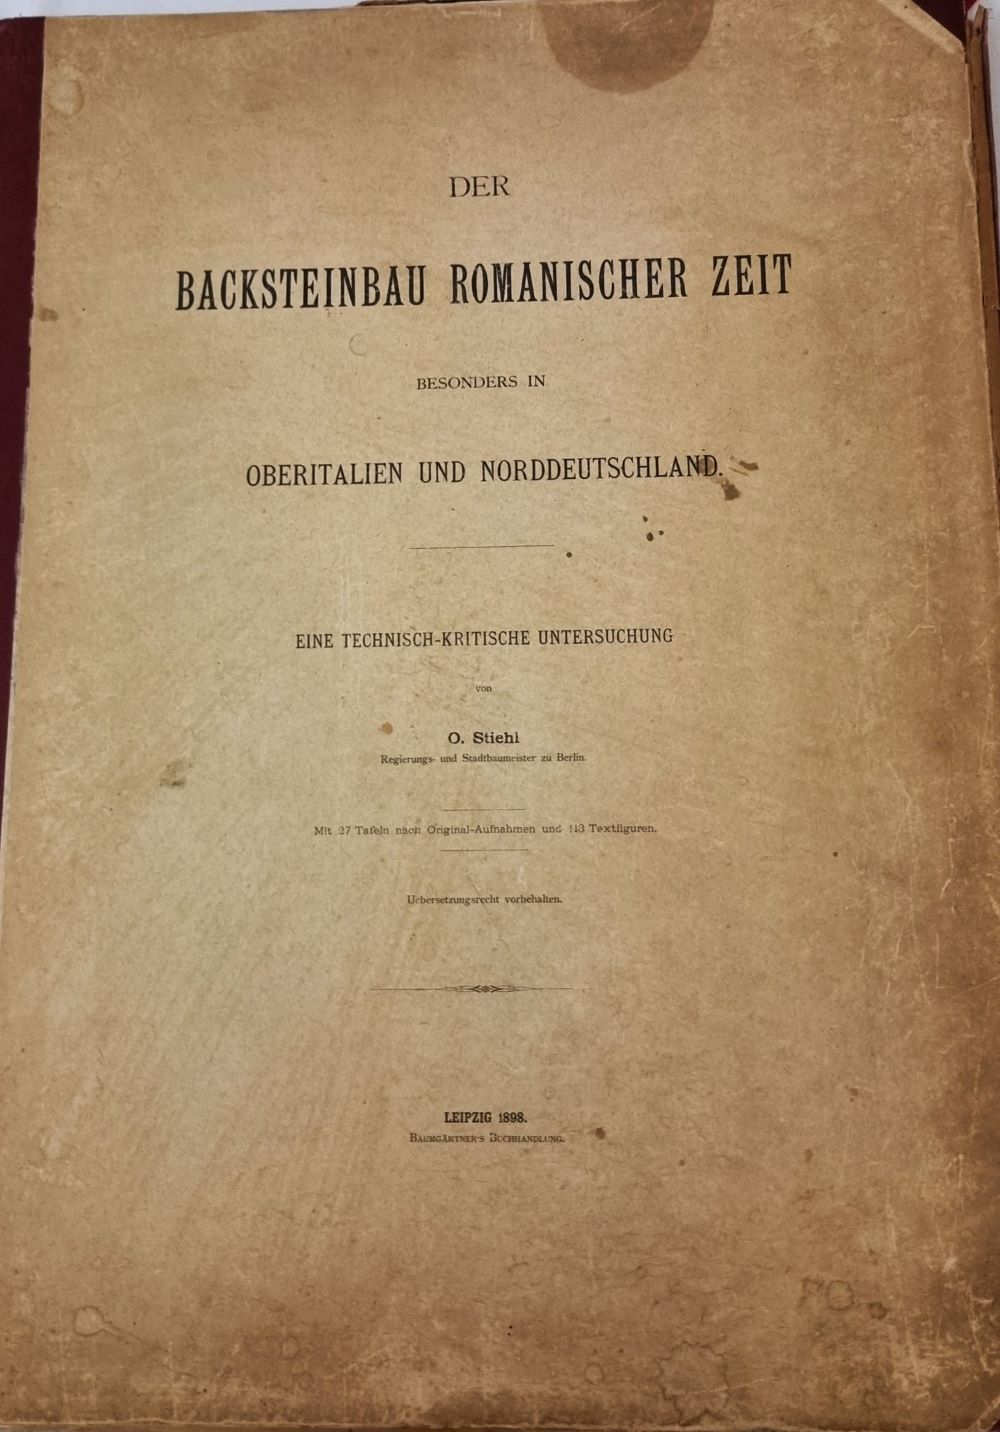 DER
BACKSTEINBAU ROMANISCHER ZEIT
BESONDERS IN
OBERITALIEN UND NORDDEUTSCHLAND.
EINE TECHNISCH-KRITISCHE UNTERSUCHUNG
von
O. Stiehl
Regierungs- und Stadtbaumeister zu Berlin.
Mit 27 Tafeln nach Original-Aufnahmen und 113 Textfiguren.
Uebersetzungsrecht vorbehalten.
LEIPZIG 1898.
BAUMGÄRTNER'S BUCHHANDLUNG.